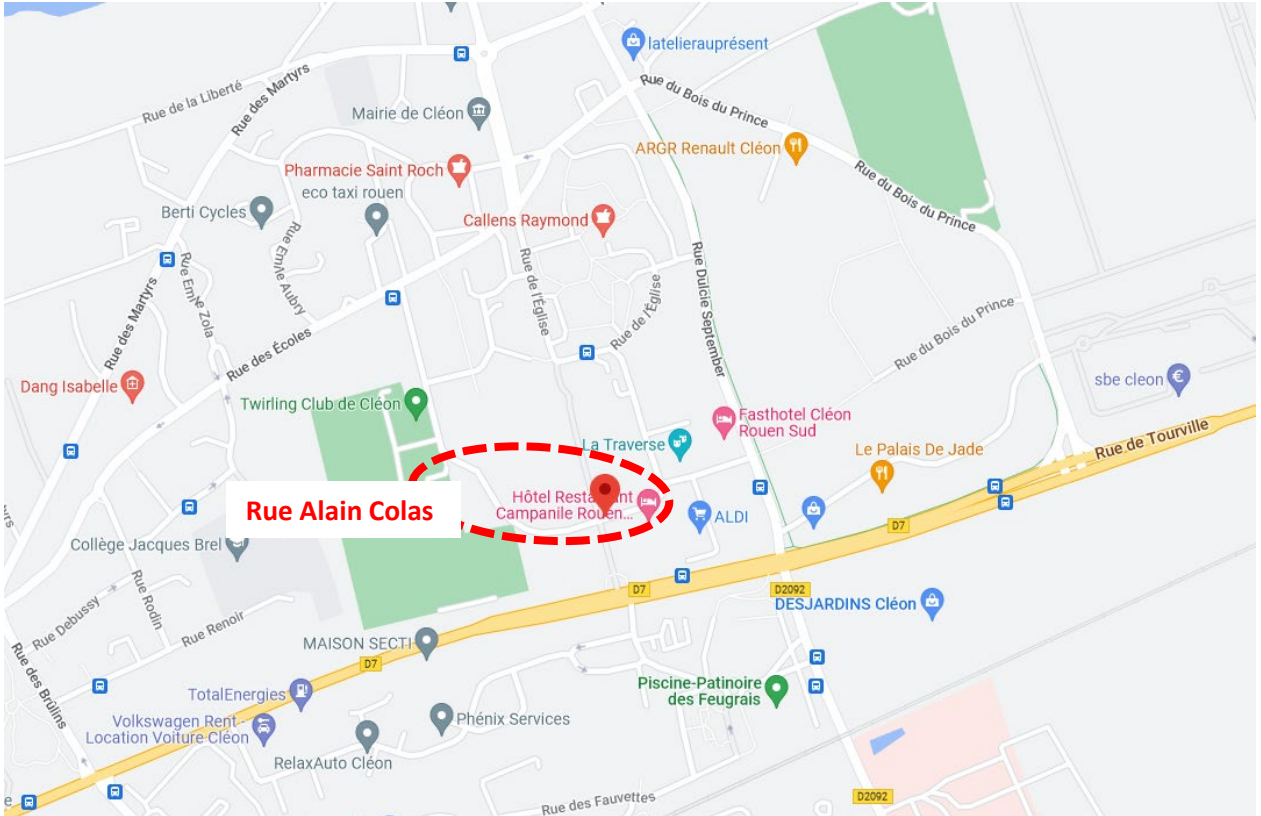 latelierauprésent
Rue de la Liberté
Rue des Martyrs
Rue du Bois du Prince
Mairie de Cléon
ARGR Renault Cléon
Pharmacie Saint Roch
eco taxi rouen
Rue du Bois du Prince
Berti Cycles
Callens Raymond
Rue Emile Aubry
Rue de l'Église
Rue Dulcie September
Rue Emile Zola
Rue des Martyrs
Rue de l'Église
Rue du Bois du Prince
Rue des Écoles
Dang Isabelle
sbe cleon
Twirling Club de Cléon
Fasthotel Cléon
Rouen Sud
La Traverse
Le Palais De Jade
Rue de Tourville
Hôtel Restaurant
Campanile Rouen...
Rue Alain Colas
ALDI
D7
Collège Jacques Brel
D7
D2092
DESJARDINS Cléon
Rue Debussy
Rue Rodin
Rue Renoir
MAISON SECTI
D7
Rue des Brûlins
Piscine-Patinoire
des Feugrais
TotalEnergies
Volkswagen Rent -
Location Voiture Cléon
Phénix Services
RelaxAuto Cléon
D2092
Rue des Fauvettes